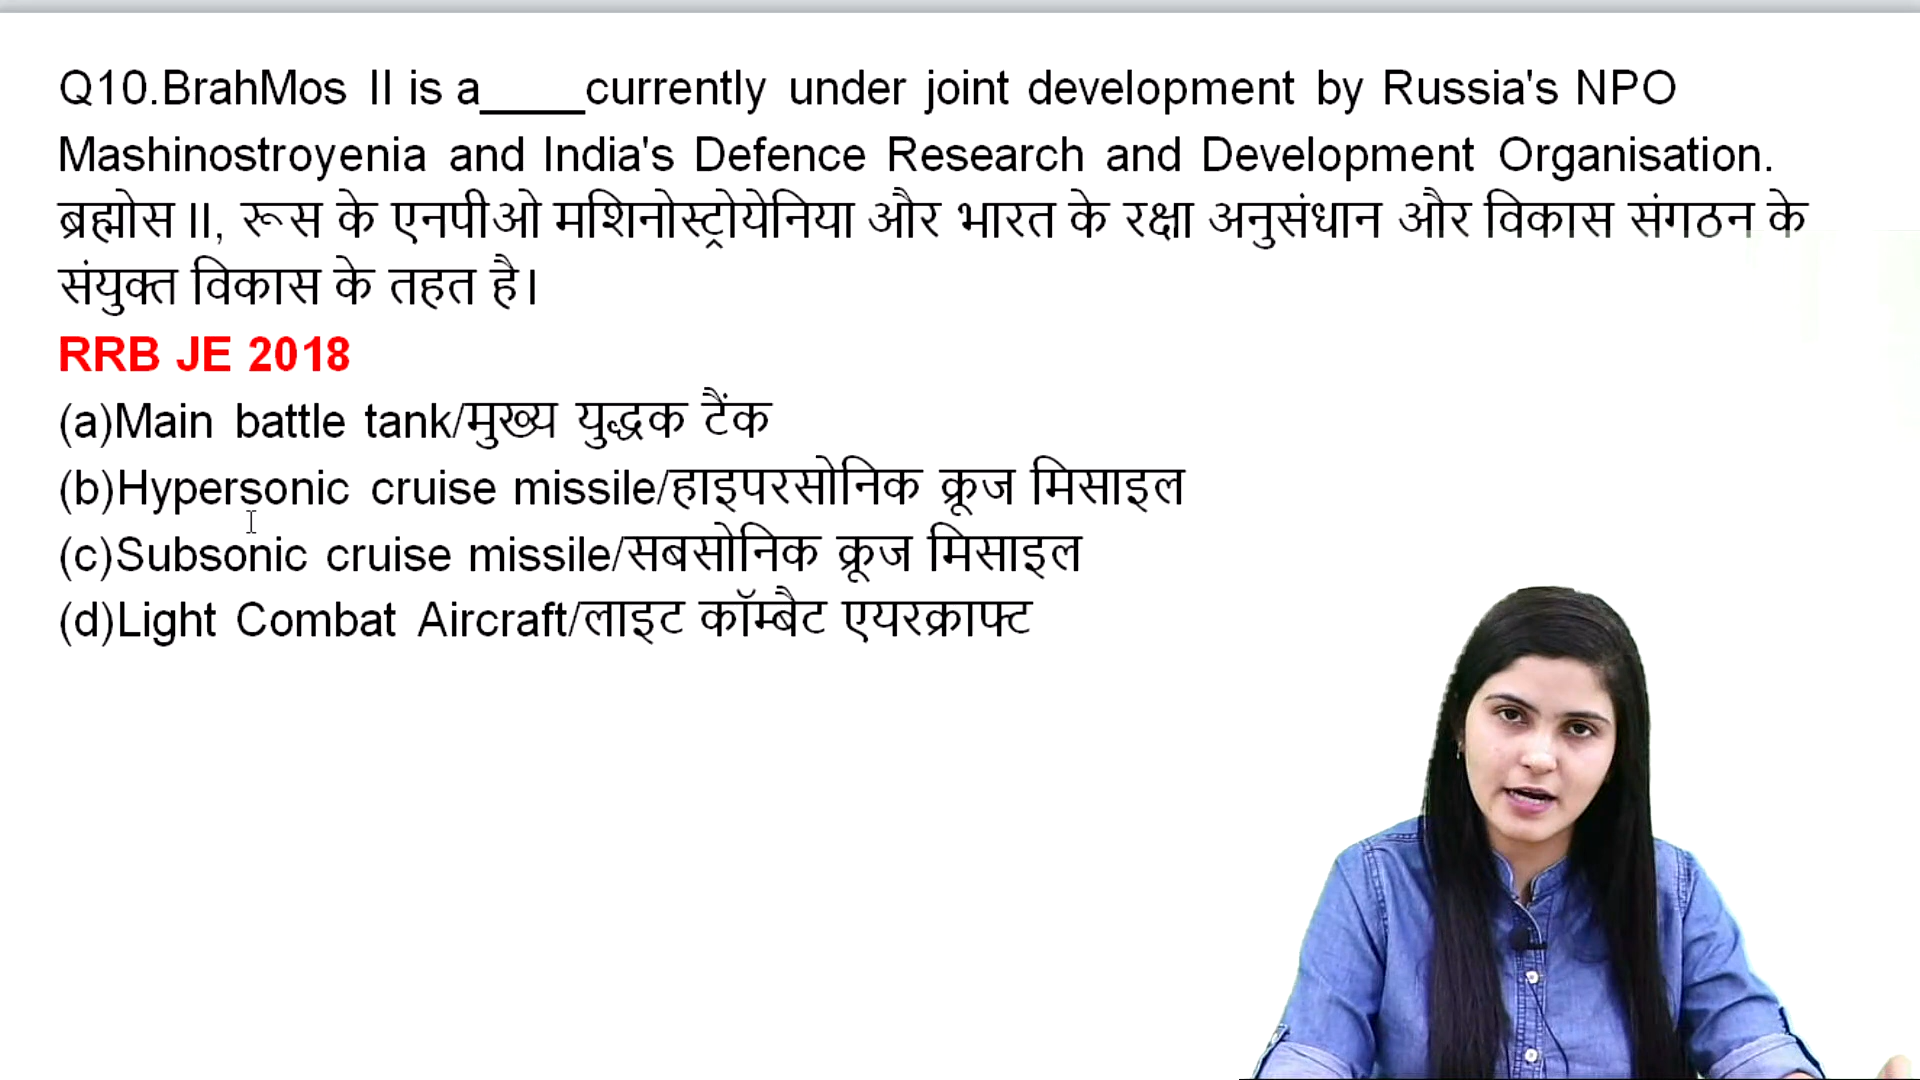 Q10.BrahMos II is a____currently under joint development by Russia's NPO
Mashinostroyenia and India's Defence Research and Development Organisation.
ब्रह्मोस II, रूस के एनपीओ मशिनोस्ट्रोयेनिया और भारत के रक्षा अनुसंधान और विकास संगठन के
संयुक्त विकास के तहत है।
RRB JE 2018
(a)Main battle tank/मुख्य युद्धक टैंक
(b)Hypersonic cruise missile/हाइपरसोनिक क्रूज मिसाइल
(c)Subsonic cruise missile/सबसोनिक क्रूज मिसाइल
(d)Light Combat Aircraft/लाइट कॉम्बैट एयरक्राफ्ट